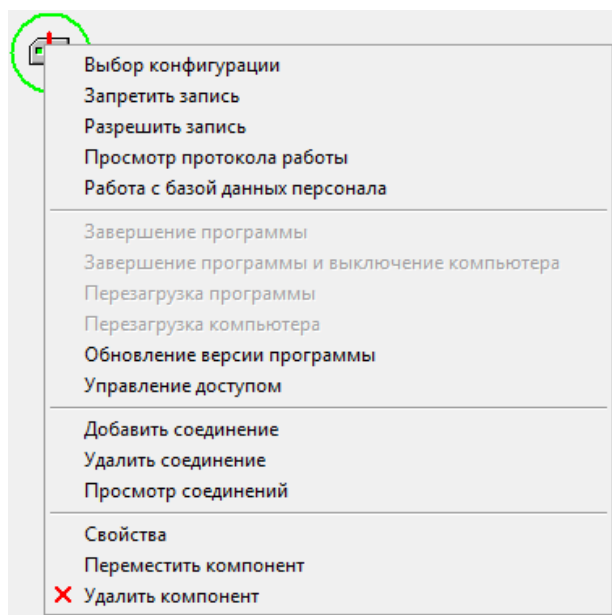 Выбор конфигурации
Запретить запись
Разрешить запись
Просмотр протокола работы
Работа с базой данных персонала
Завершение программы
Завершение программы и выключение компьютера
Перезагрузка программы
Перезагрузка компьютера
Обновление версии программы
Управление доступом
Добавить соединение
Удалить соединение
Просмотр соединений
Свойства
Переместить компонент
Удалить компонент